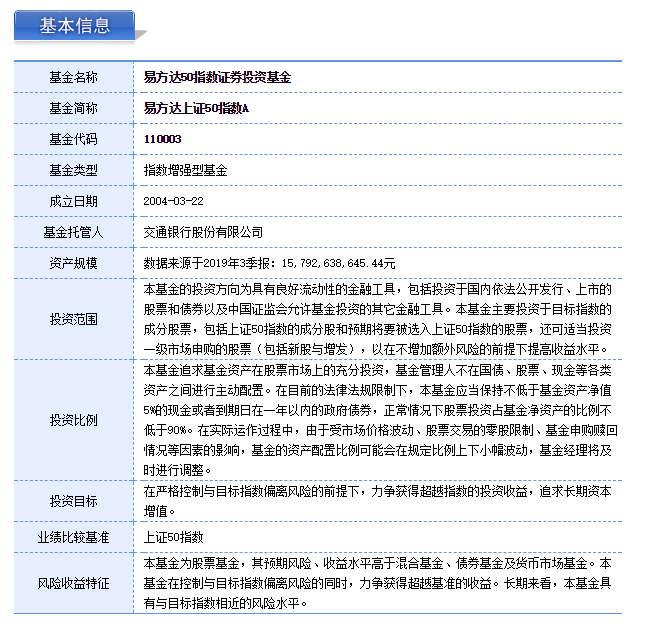 基本信息
基金名称 易方达50指数证券投资基金
基金简称 易方达上证50指数A
基金代码 110003
基金类型 指数增强型基金
成立日期 2004-03-22
基金托管人 交通银行股份有限公司
资产规模 数据来源于2019年3季报：15,792,638,645.44元
投资范围
本基金的投资方向为具有良好流动性的金融工具，包括投资于国内依法公开发行、上市的
股票和债券以及中国证监会允许基金投资的其它金融工具。本基金主要投资于目标指数的
成分股票，包括上证50指数的成分股和预期将要被选入上证50指数的股票，还可适当投资
一级市场申购的股票（包括新股与增发），以在不增加额外风险的前提下提高收益水平。
投资比例
本基金追求基金资产在股票市场上的充分投资，基金管理人不在国债、股票、现金等各类
资产之间进行主动配置。在目前的法律法规限制下，本基金应当保持不低于基金资产净值
5%的现金或者到期日在一年以内的政府债券，正常情况下股票投资占基金净资产的比例不
低于90%。在实际运作过程中，由于受市场价格波动、股票交易的零股限制、基金申购赎回
情况等因素的影响，基金的资产配置比例可能会在规定比例上下小幅波动，基金经理将及
时进行调整。
投资目标
在严格控制与目标指数偏离风险的前提下，力争获得超越指数的投资收益，追求长期资本
增值。
业绩比较基准 上证50指数
风险收益特征
本基金为股票基金，其预期风险、收益水平高于混合基金、债券基金及货币市场基金。本
基金在控制与目标指数偏离风险的同时，力争获得超越基准的收益。长期来看，本基金具
有与目标指数相近的风险水平。